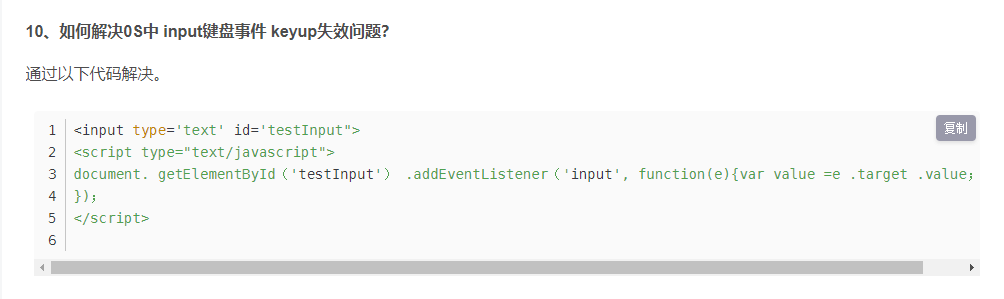 10、如何解决0S中 input键盘事件 keyup失效问题?
通过以下代码解决。
复制
1 <input type='text' id='testInput">
2 <script type="text/javascript">
3 document. getElementById（'testInput'） .addEventListener（'input', function(e){var value =e .target .value；
4 });
5 </script>
6